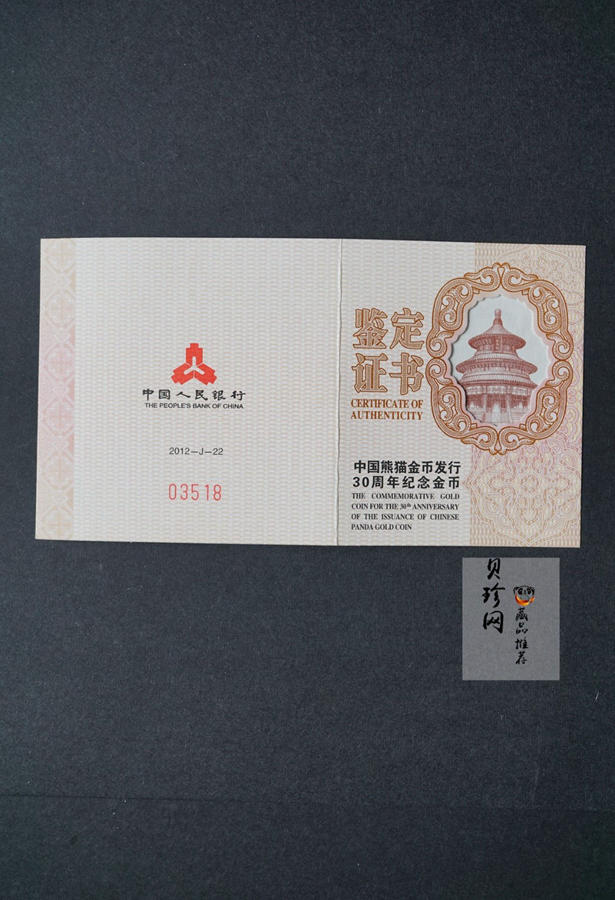 中国人民银行
THE PEOPLE'S BANK OF CHINA
2012-J-22
03518
鉴定
证书
CERTIFICATE OF
AUTHENTICITY
中国熊猫金币发行
30周年纪念金币
THE COMMEMORATIVE GOLD
COIN FOR THE 30th ANNIVERSARY
OF THE ISSUANCE OF CHINESE
PANDA GOLD COIN
贝珍网
藏品推荐